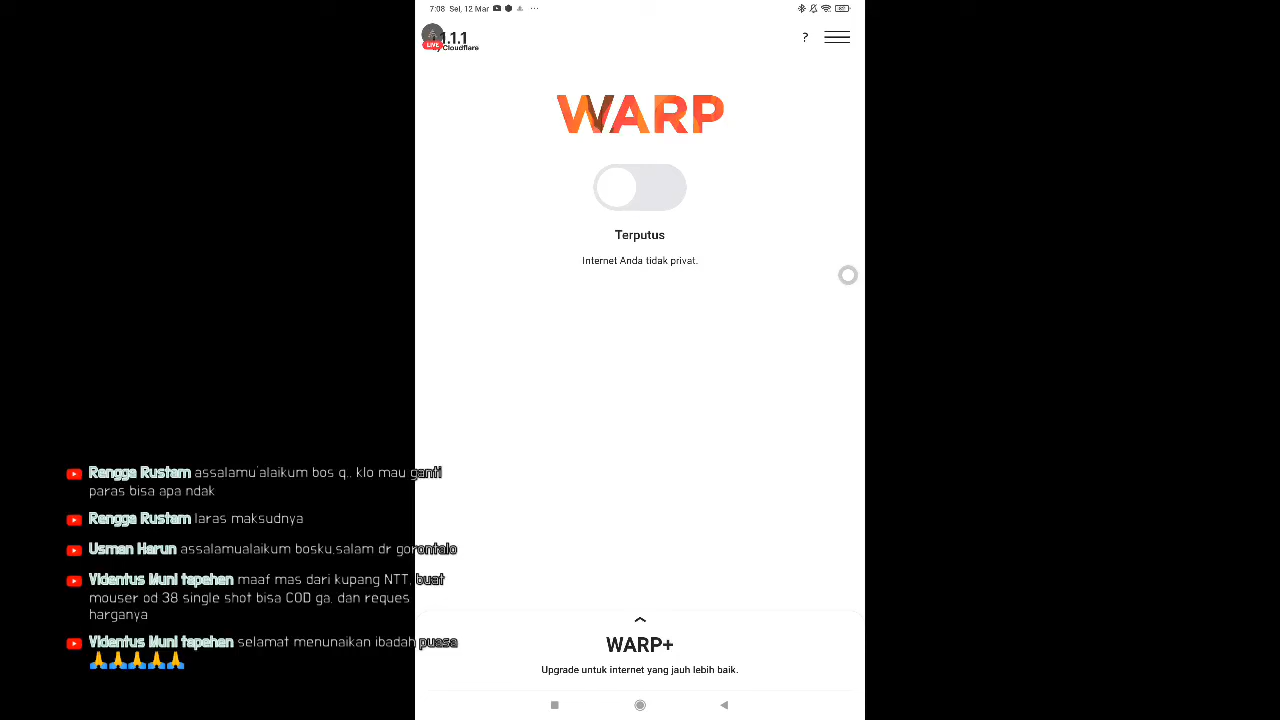 7:08 Sel, 12 Mar
LIVE
1.1.1
Cloudflare
?
WARP
Terputus
Internet Anda tidak privat.
Rengga Rustam assalamu'alaikum bos q.. klo mau ganti
paras bisa apa ndak
Rengga Rustam laras maksudnya
Usman Harun assalamualaikum bosku,salam dr gorontalo
Videntus Muni tapehen maaf mas dari kupang NTT, buat
mouser od 38 single shot bisa COD ga, dan reques
harganya
Videntus Muni tapehen selamat menunaikan ibadah puasa
🙏🙏🙏🙏🙏
WARP+
Upgrade untuk internet yang jauh lebih baik.